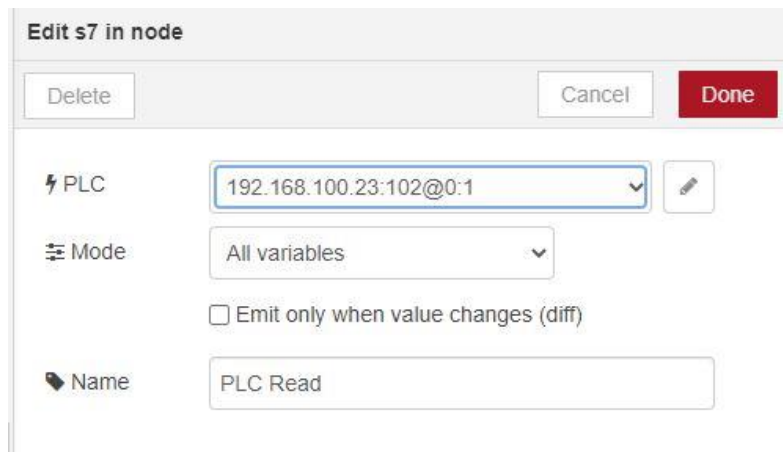 Edit s7 in node
Delete Cancel Done
PLC 192.168.100.23:102@0:1
Mode All variables
Emit only when value changes (diff)
Name PLC Read